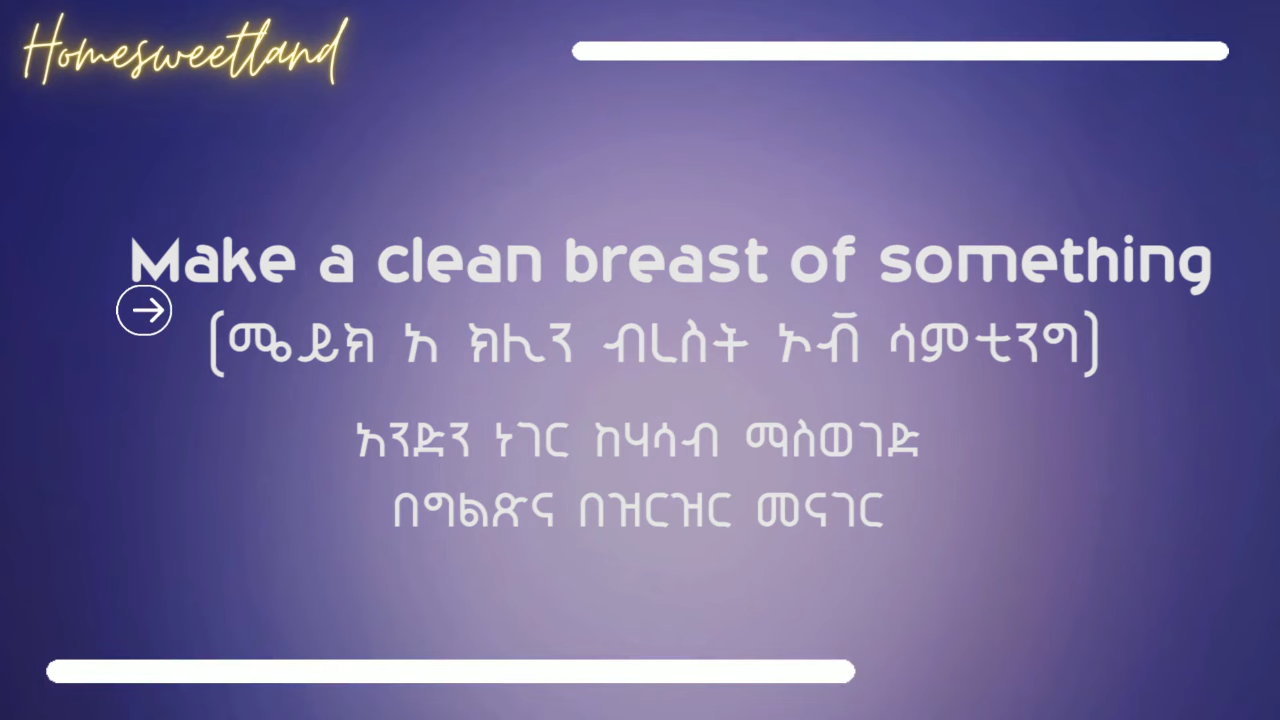 Homesweetland
Make a clean breast of something
(ሜይክ አ ክሊን ብረስት ኦቭ ሳምቲንግ)
አንድን ነገር ከሃሳብ ማስወገድ
በግልጽና በዝርዝር መናገር